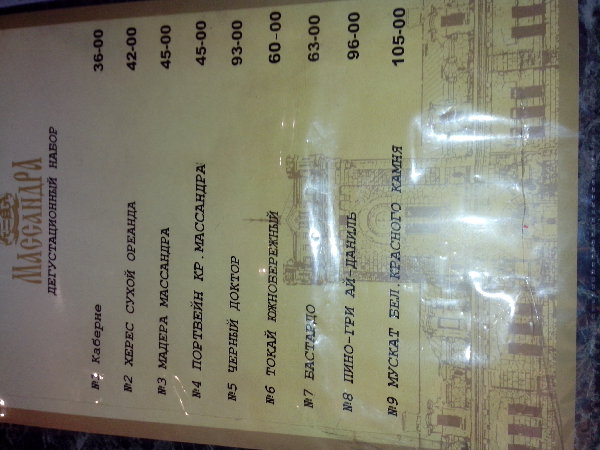 МАССАНДРА
ДЕГУСТАЦИОННЫЙ НАБОР
№1 Каберне 36-00
№2 ХЕРЕС СУХОЙ ОРЕАНДА 42-00
№3 МАДЕРА МАССАНДРА 45-00
№4 ПОРТВЕЙН КР.МАССАНДРА 45-00
№5 ЧЕРНЫЙ ДОКТОР 93-00
№6 ТОКАЙ ЮЖНОБЕРЕЖНЫЙ 60-00
№7 БАСТАРДО 63-00
№8 ПИНО-ГРИ АЙ-ДАНИЛЬ 96-00
№9 МУСКАТ БЕЛ.КРАСНОГО КАМНЯ 105-00